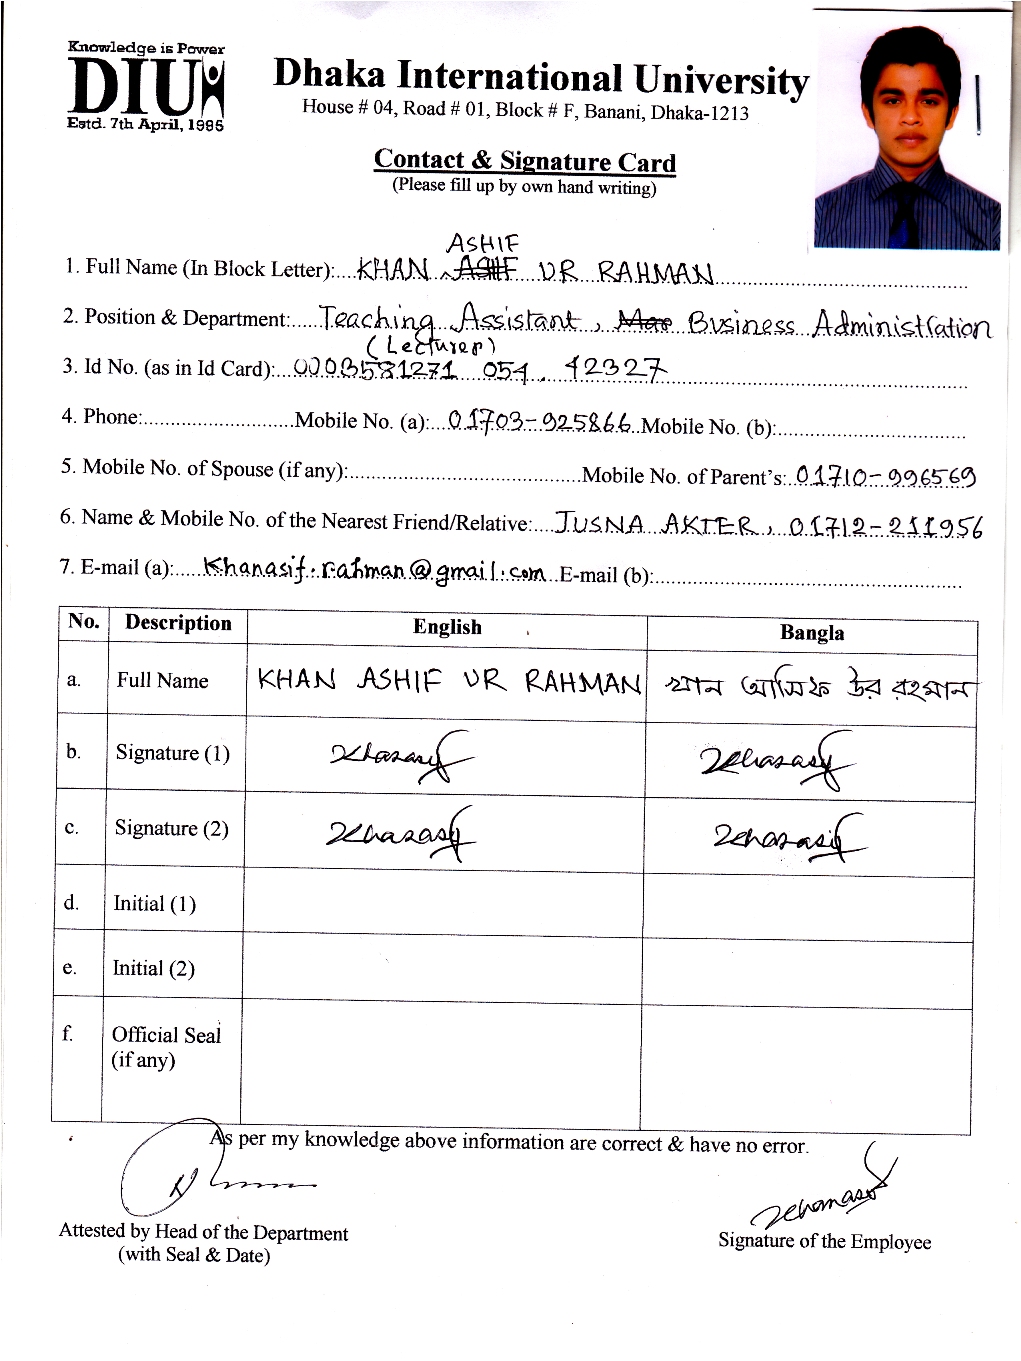 Knowledge is Power
DIU
Estd. 7th April, 1995
Dhaka International University
House # 04, Road # 01, Block # F, Banani, Dhaka-1213
Contact & Signature Card
(Please fill up by own hand writing)
ASHIF
1. Full Name (In Block Letter):....KHAN ASHIF UR RAHMAN
2. Position & Department:.....Teaching Assistant, Mar Business Administration
(Lecturer)
3. Id No. (as in Id Card):...0003581271 054, 12327
4. Phone:..........................Mobile No. (a):...01703-925866..Mobile No. (b):................................
5. Mobile No. of Spouse (if any):........................................Mobile No. of Parent's:..01710-996569
6. Name & Mobile No. of the Nearest Friend/Relative:....JUSNA AKTER, 01712-211956
7. E-mail (a):.....khanasif.rahman@gmail.com..E-mail (b):.....................................................
No. Description English Bangla
a. Full Name KHAN ASHIF UR RAHMAN খান আসিফ উর রহমান
b. Signature (1) Khanasif Khanasif
c. Signature (2) Khanasif Khanasif
d. Initial (1)
e. Initial (2)
f. Official Seal
(if any)
As per my knowledge above information are correct & have no error.
Khanasif
Attested by Head of the Department
(with Seal & Date)
Signature of the Employee